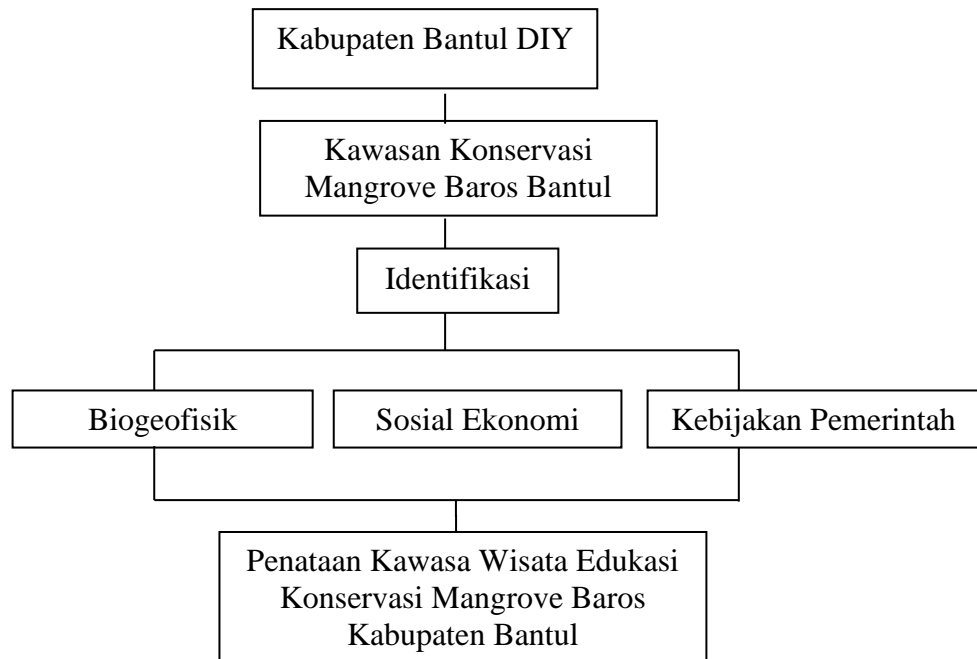 Kabupaten Bantul DIY
Kawasan Konservasi
Mangrove Baros Bantul
Identifikasi
Biogeofisik
Sosial Ekonomi
Kebijakan Pemerintah
Penataan Kawasa Wisata Edukasi
Konservasi Mangrove Baros
Kabupaten Bantul